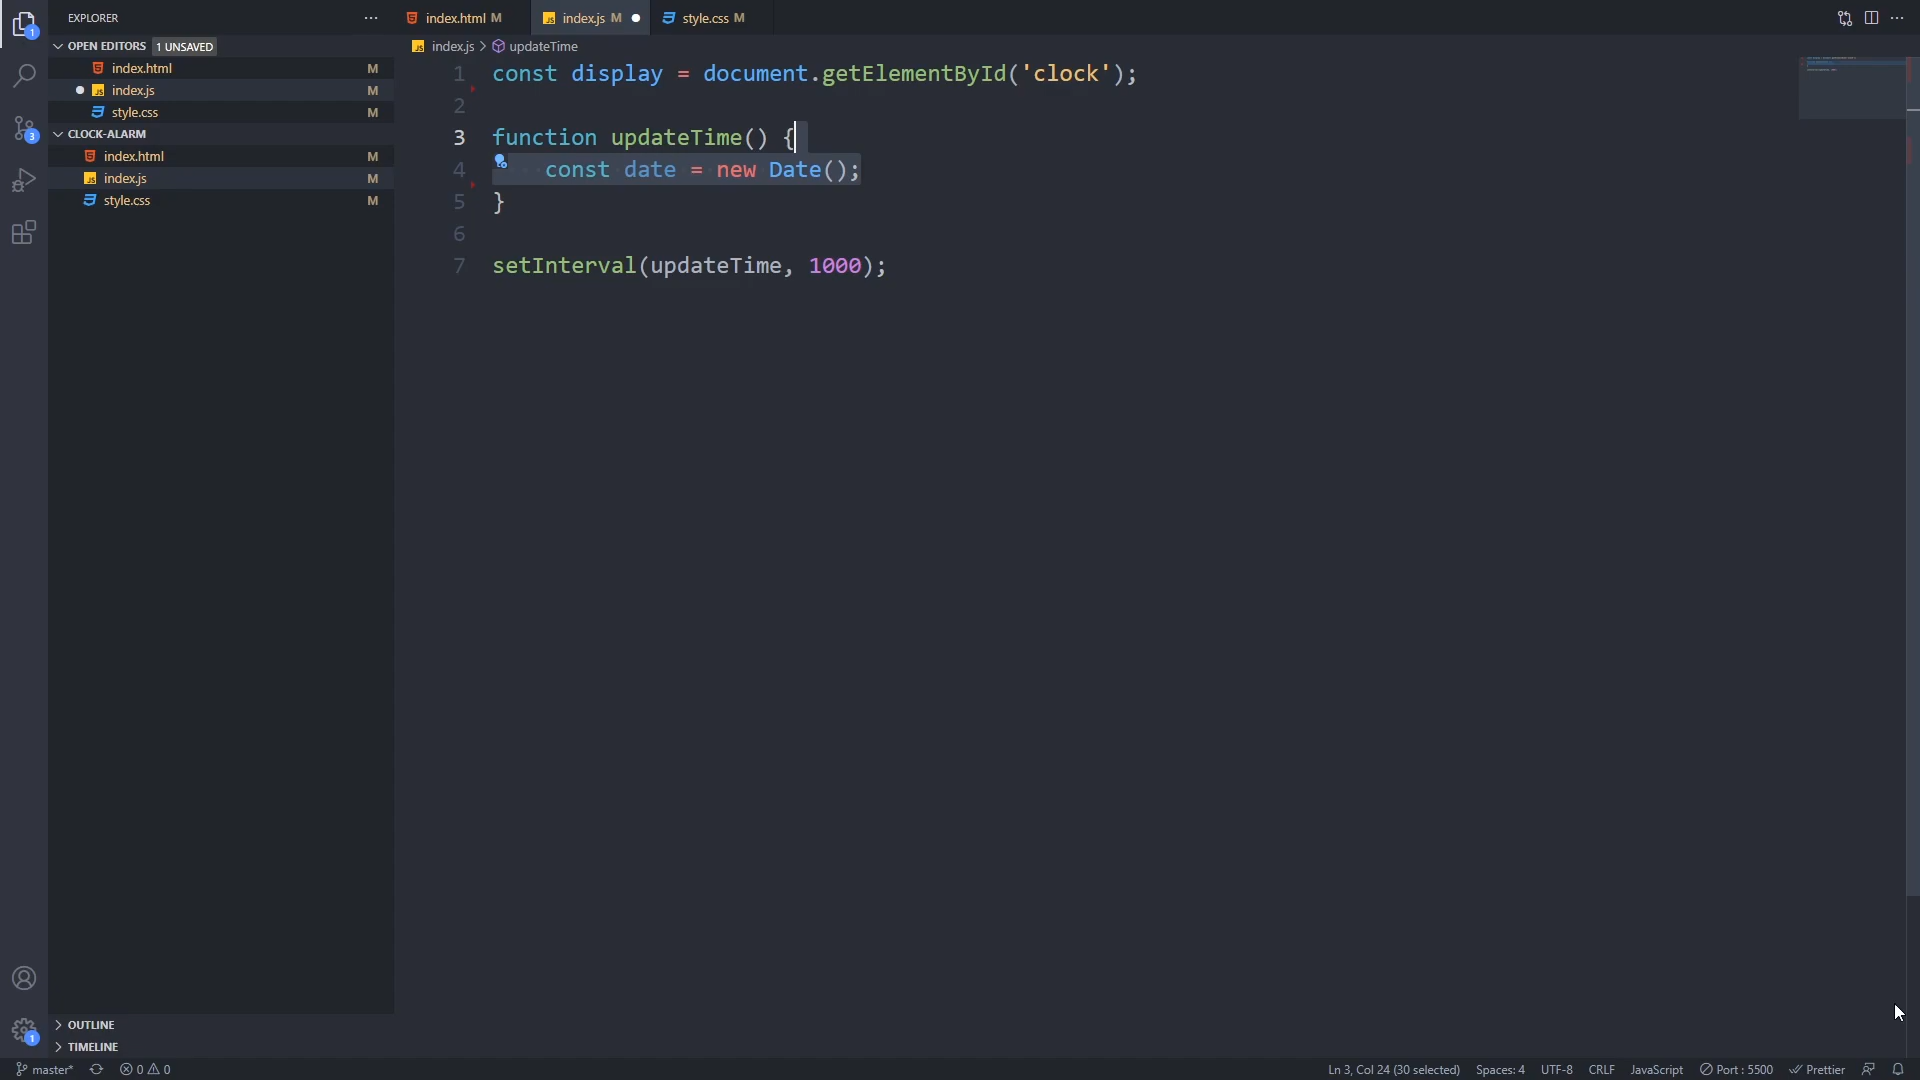 EXPLORER
index.html M
index.js M
style.css M
OPEN EDITORS 1 UNSAVED
index.html M
index.js M
style.css M
CLOCK-ALARM
index.html M
index.js M
style.css M
OUTLINE
TIMELINE
index.js > updateTime
1 const display = document.getElementById('clock');
2
3 function updateTime() {
4 const date = new Date();
5 }
6
7 setInterval(updateTime, 1000);
1
3
1
master* 0 0
Ln 3, Col 24 (30 selected) Spaces: 4 UTF-8 CRLF JavaScript Port : 5500 Prettier